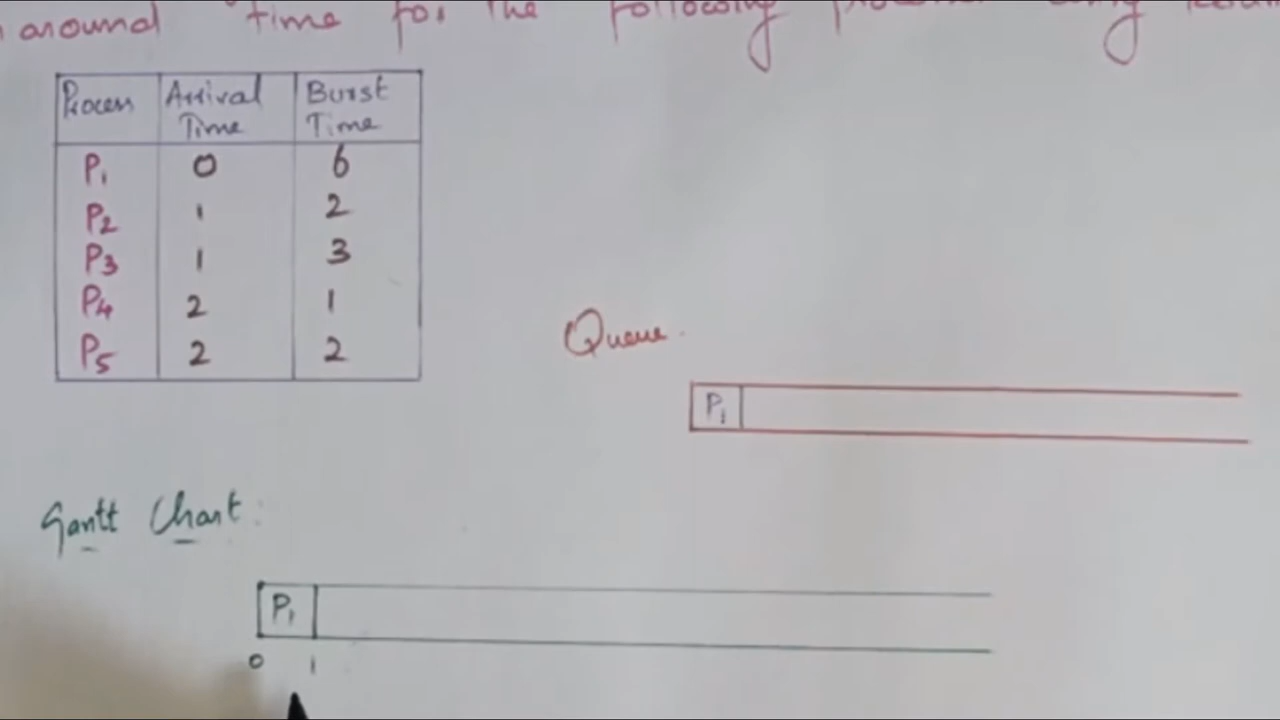 around time for the following
Process Arrival Time Burst Time
P1 0 6
P2 1 2
P3 1 3
P4 2 1
P5 2 2
Queue.
P1
Gantt Chart:
P1
0 1